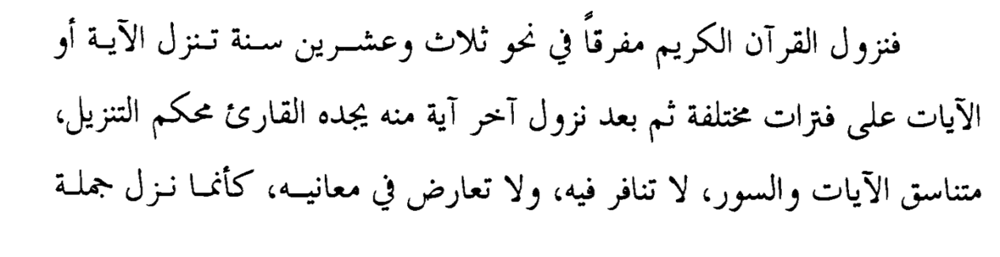 فنزول القرآن الكريم مفرقاً في نحو ثلاث وعشرين سنة تنزل الآية أو
الآيات على فترات مختلفة ثم بعد نزول آخر آية منه يجده القارئ محكم التنزيل،
متناسق الآيات والسور، لا تنافر فيه، ولا تعارض في معانيه، كأنما نزل جملة